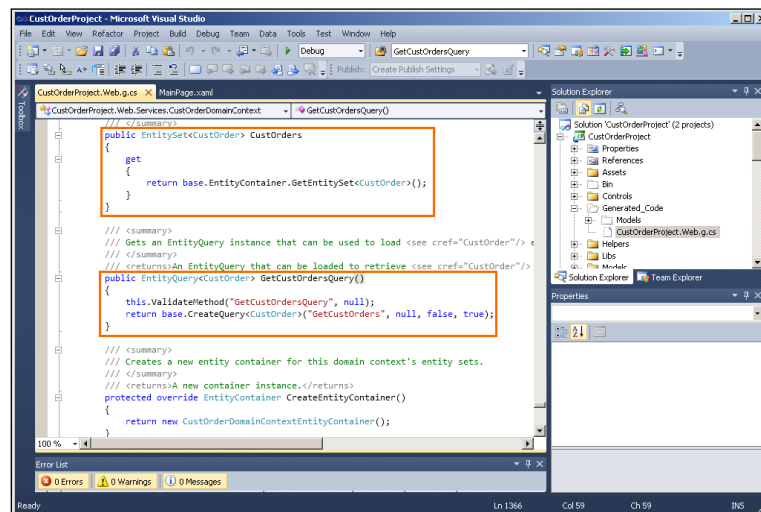 CustOrderProject - Microsoft Visual Studio
File Edit View Refactor Project Build Debug Team Data Tools Test Window Help
Debug GetCustOrdersQuery
Publish: Create Publish Settings
Toolbox
CustOrderProject.Web.g.cs MainPage.xaml
CustOrderProject.Web.Services.CustOrderDomainContext GetCustOrdersQuery()
/// </summary>
public EntitySet<CustOrder> CustOrders
{
get
{
return base.EntityContainer.GetEntitySet<CustOrder>();
}
}
/// <summary>
/// Gets an EntityQuery instance that can be used to load <see cref="CustOrder"/> e
/// </summary>
/// <returns>An EntityQuery that can be loaded to retrieve <see cref="CustOrder"/>
public EntityQuery<CustOrder> GetCustOrdersQuery()
{
this.ValidateMethod("GetCustOrdersQuery", null);
return base.CreateQuery<CustOrder>("GetCustOrders", null, false, true);
}
/// <summary>
/// Creates a new entity container for this domain context's entity sets.
/// </summary>
/// <returns>A new container instance.</returns>
protected override EntityContainer CreateEntityContainer()
{
return new CustOrderDomainContextEntityContainer();
}
100 %
Solution Explorer
Solution 'CustOrderProject' (2 projects)
CustOrderProject
Properties
References
Assets
Bin
Controls
Generated_Code
Models
CustOrderProject.Web.g.cs
Helpers
Libs
Models
Solution Explorer Team Explorer
Properties
Error List
0 Errors 0 Warnings 0 Messages
Ready Ln 1366 Col 59 Ch 59 INS